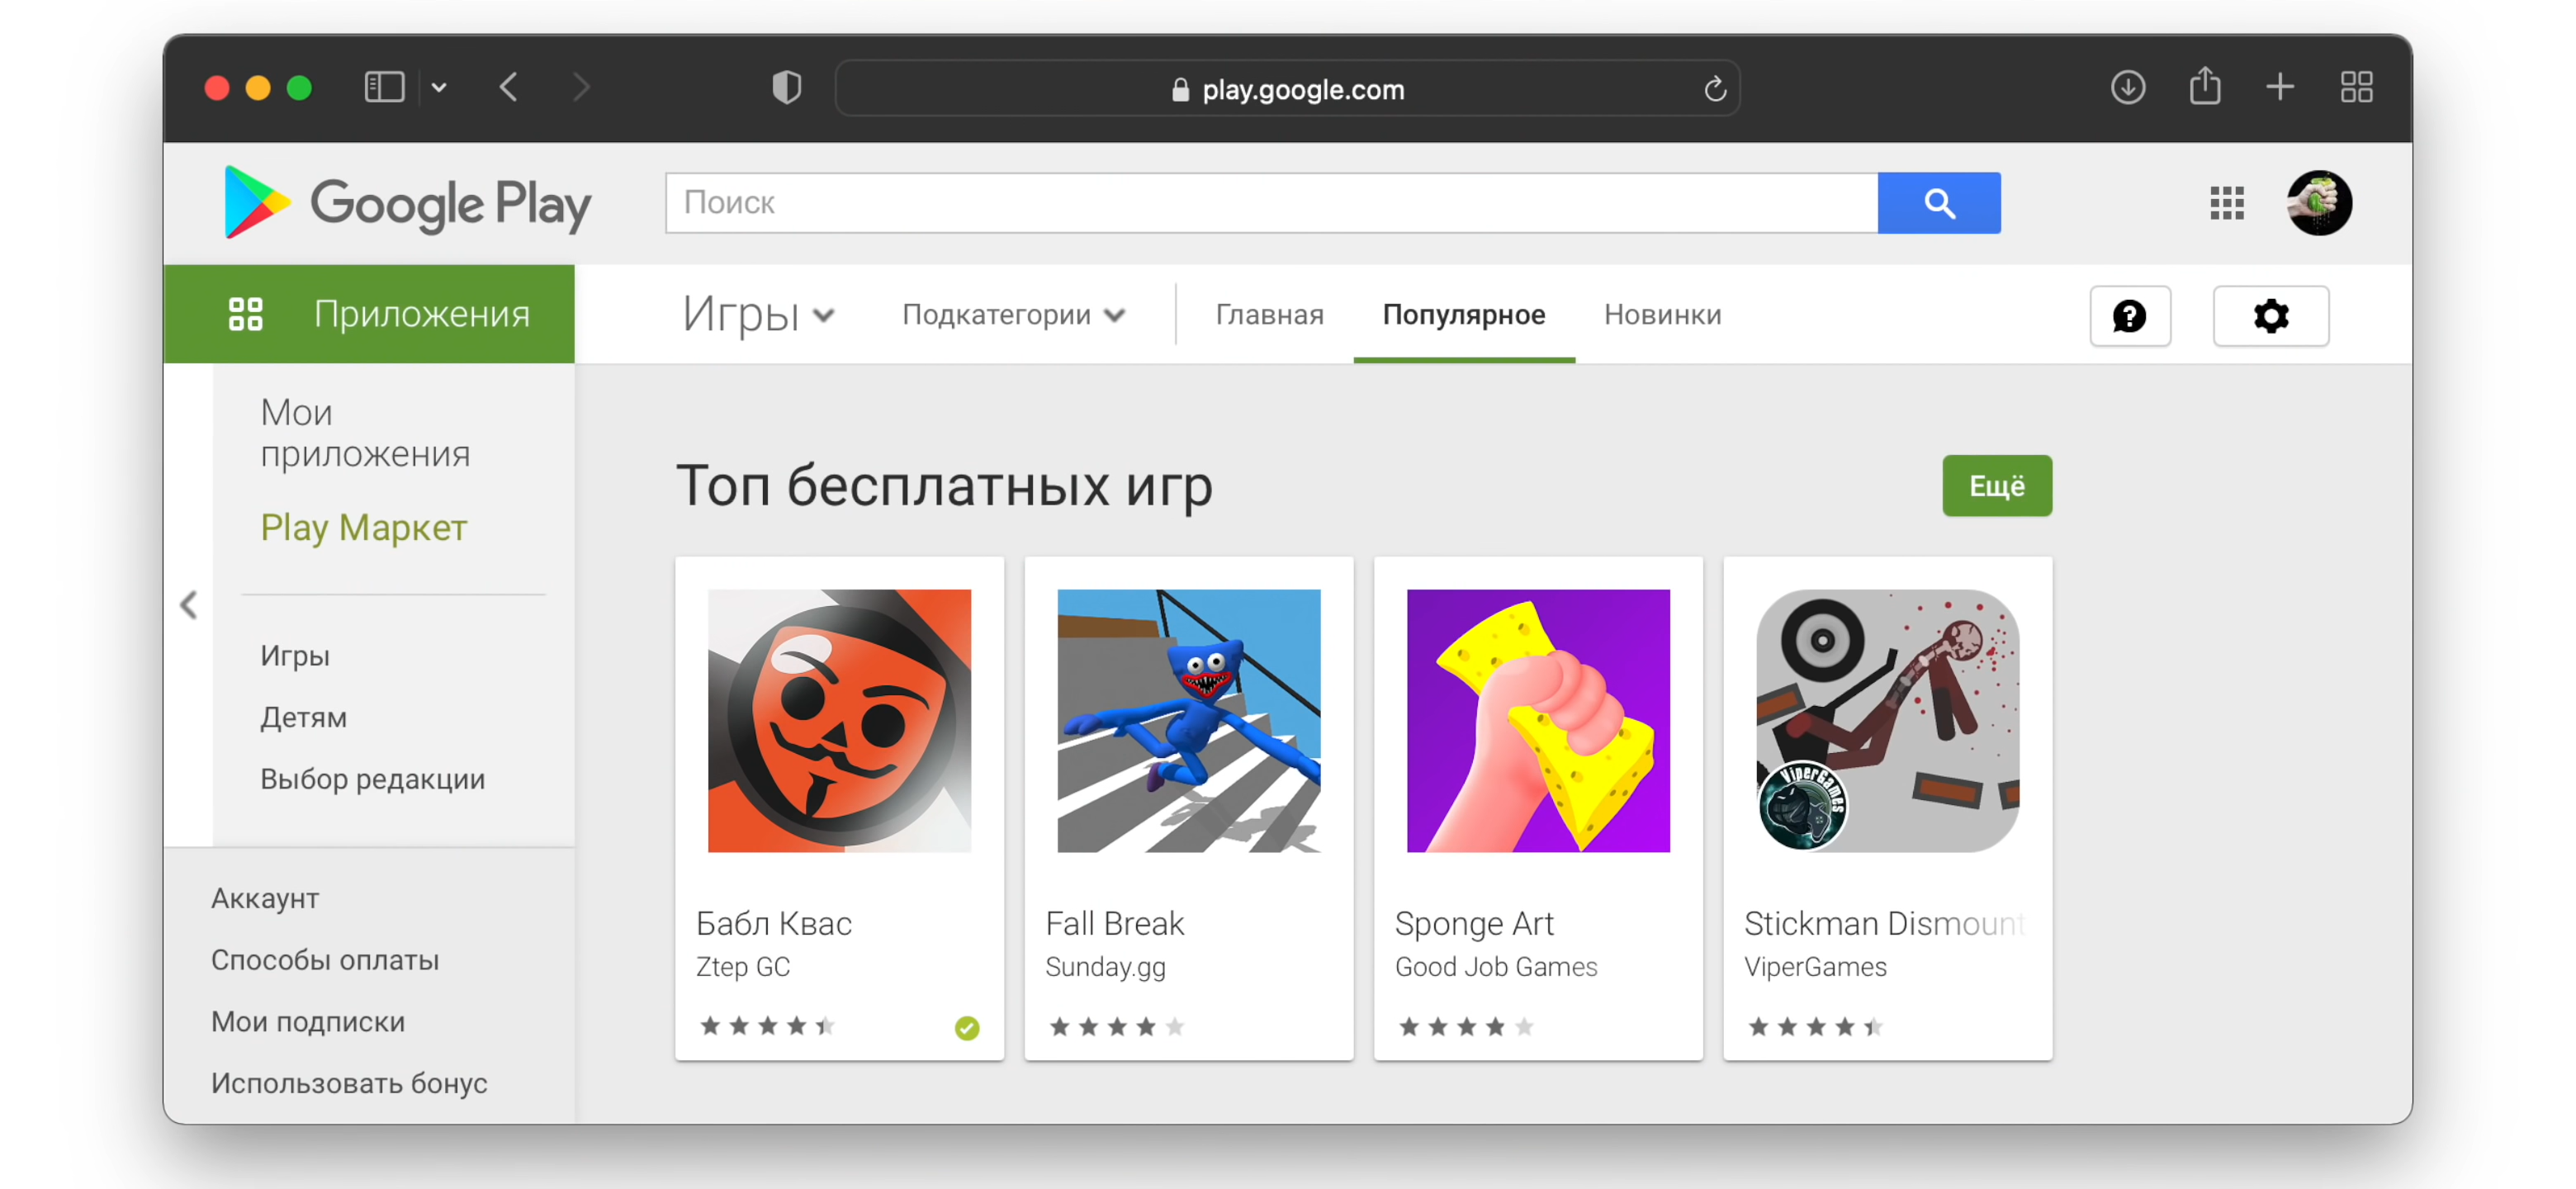 play.google.com
Google Play
Поиск
Приложения
Игры
Подкатегории
Главная
Популярное
Новинки
Мои
приложения
Play Маркет
Игры
Детям
Выбор редакции
Аккаунт
Способы оплаты
Мои подписки
Использовать бонус
Топ бесплатных игр
Ещё
ViperGames
Бабл Квас
Ztep GC
Fall Break
Sunday.gg
Sponge Art
Good Job Games
Stickman Dismount
ViperGames